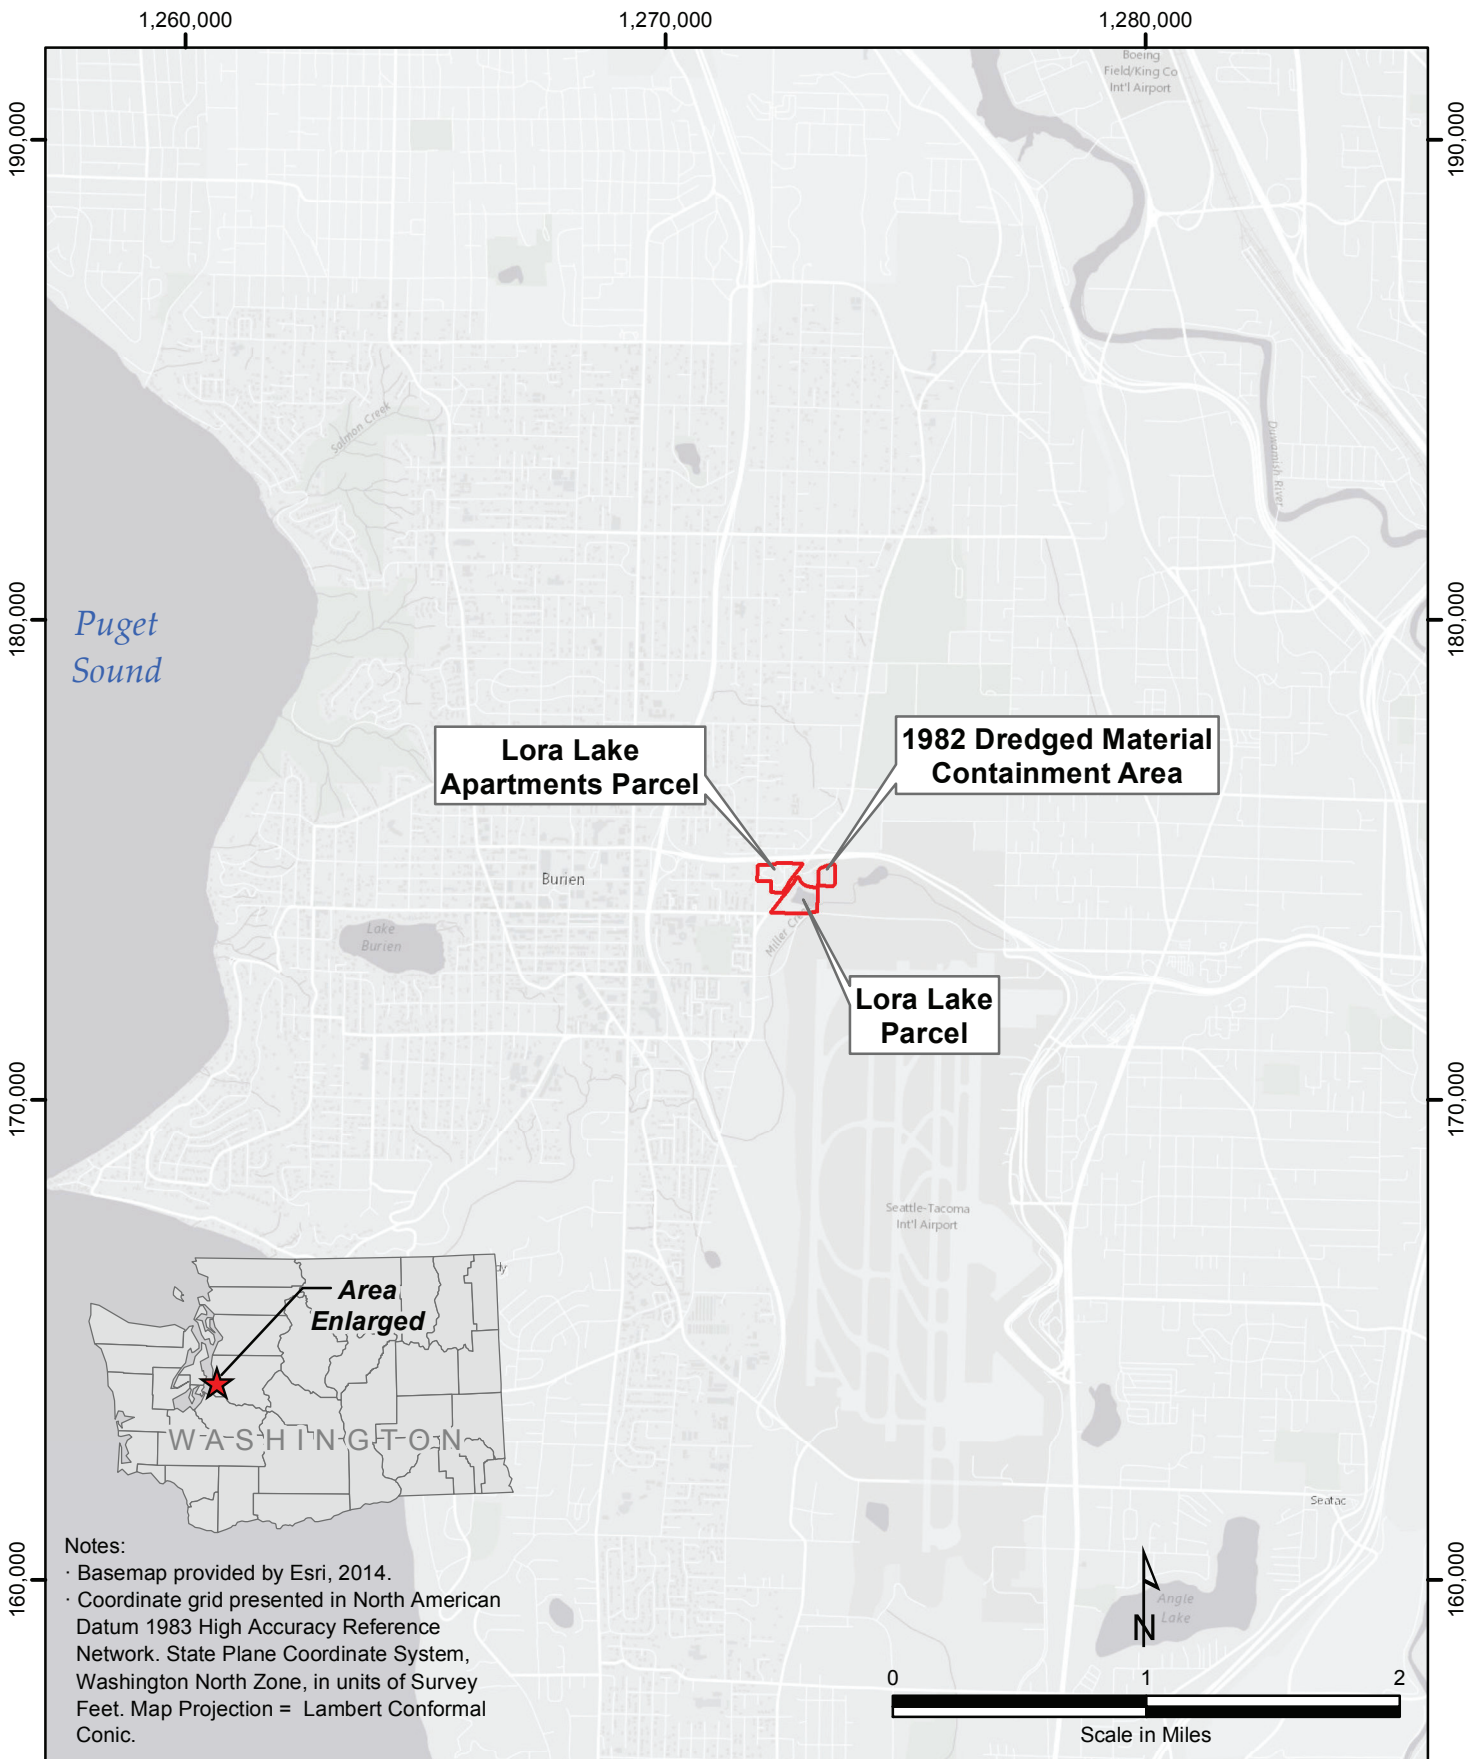 1,260,000
1,270,000
1,280,000
190,000
190,000
Boeing
Field/King Co
Int'l Airport
Salmon Creek
Duwamish River
180,000
180,000
Puget
Sound
Lora Lake
Apartments Parcel
1982 Dredged Material
Containment Area
Burien
Lake
Burien
Miller Creek
Lora Lake
Parcel
170,000
170,000
Seattle-Tacoma
Int'l Airport
Area
Enlarged
dy
WASHINGTON
Seatac
Angle
Lake
N
160,000
160,000
Notes:
· Basemap provided by Esri, 2014.
· Coordinate grid presented in North American
Datum 1983 High Accuracy Reference
Network. State Plane Coordinate System,
Washington North Zone, in units of Survey
Feet. Map Projection = Lambert Conformal
Conic.
0
1
2
Scale in Miles